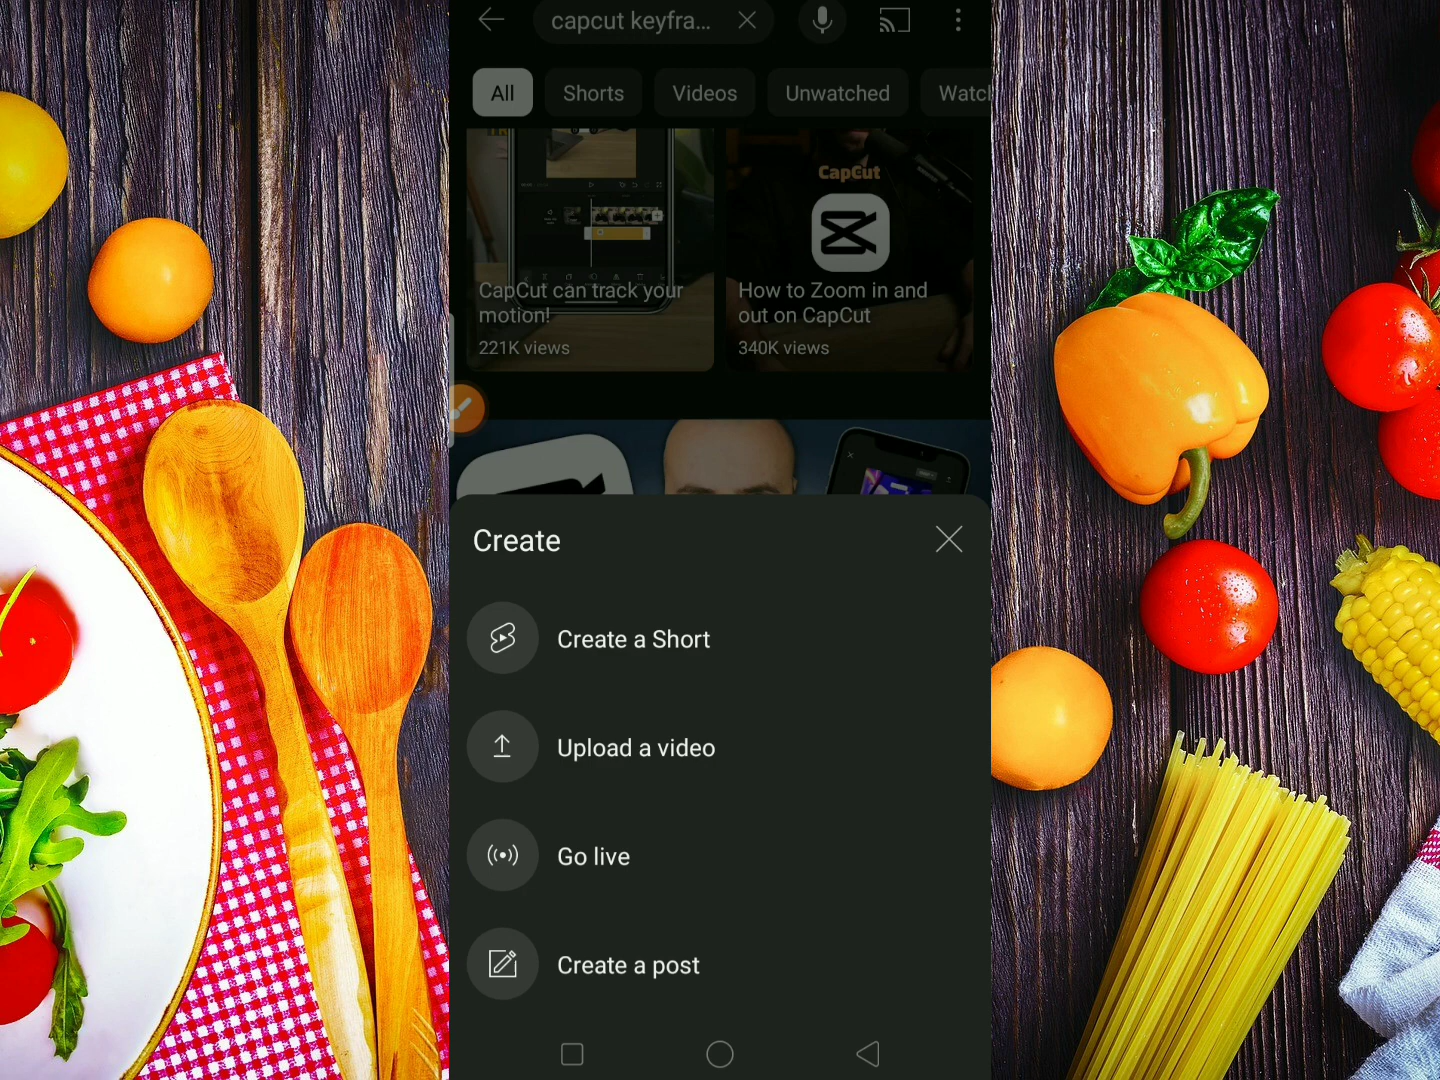 capcut keyfra...
All
Shorts
Videos
Unwatched
CapCut
CapCut can track your
motion!
221K views
How to Zoom in and
out on CapCut
340K views
Create
Create a Short
Upload a video
Go live
Create a post